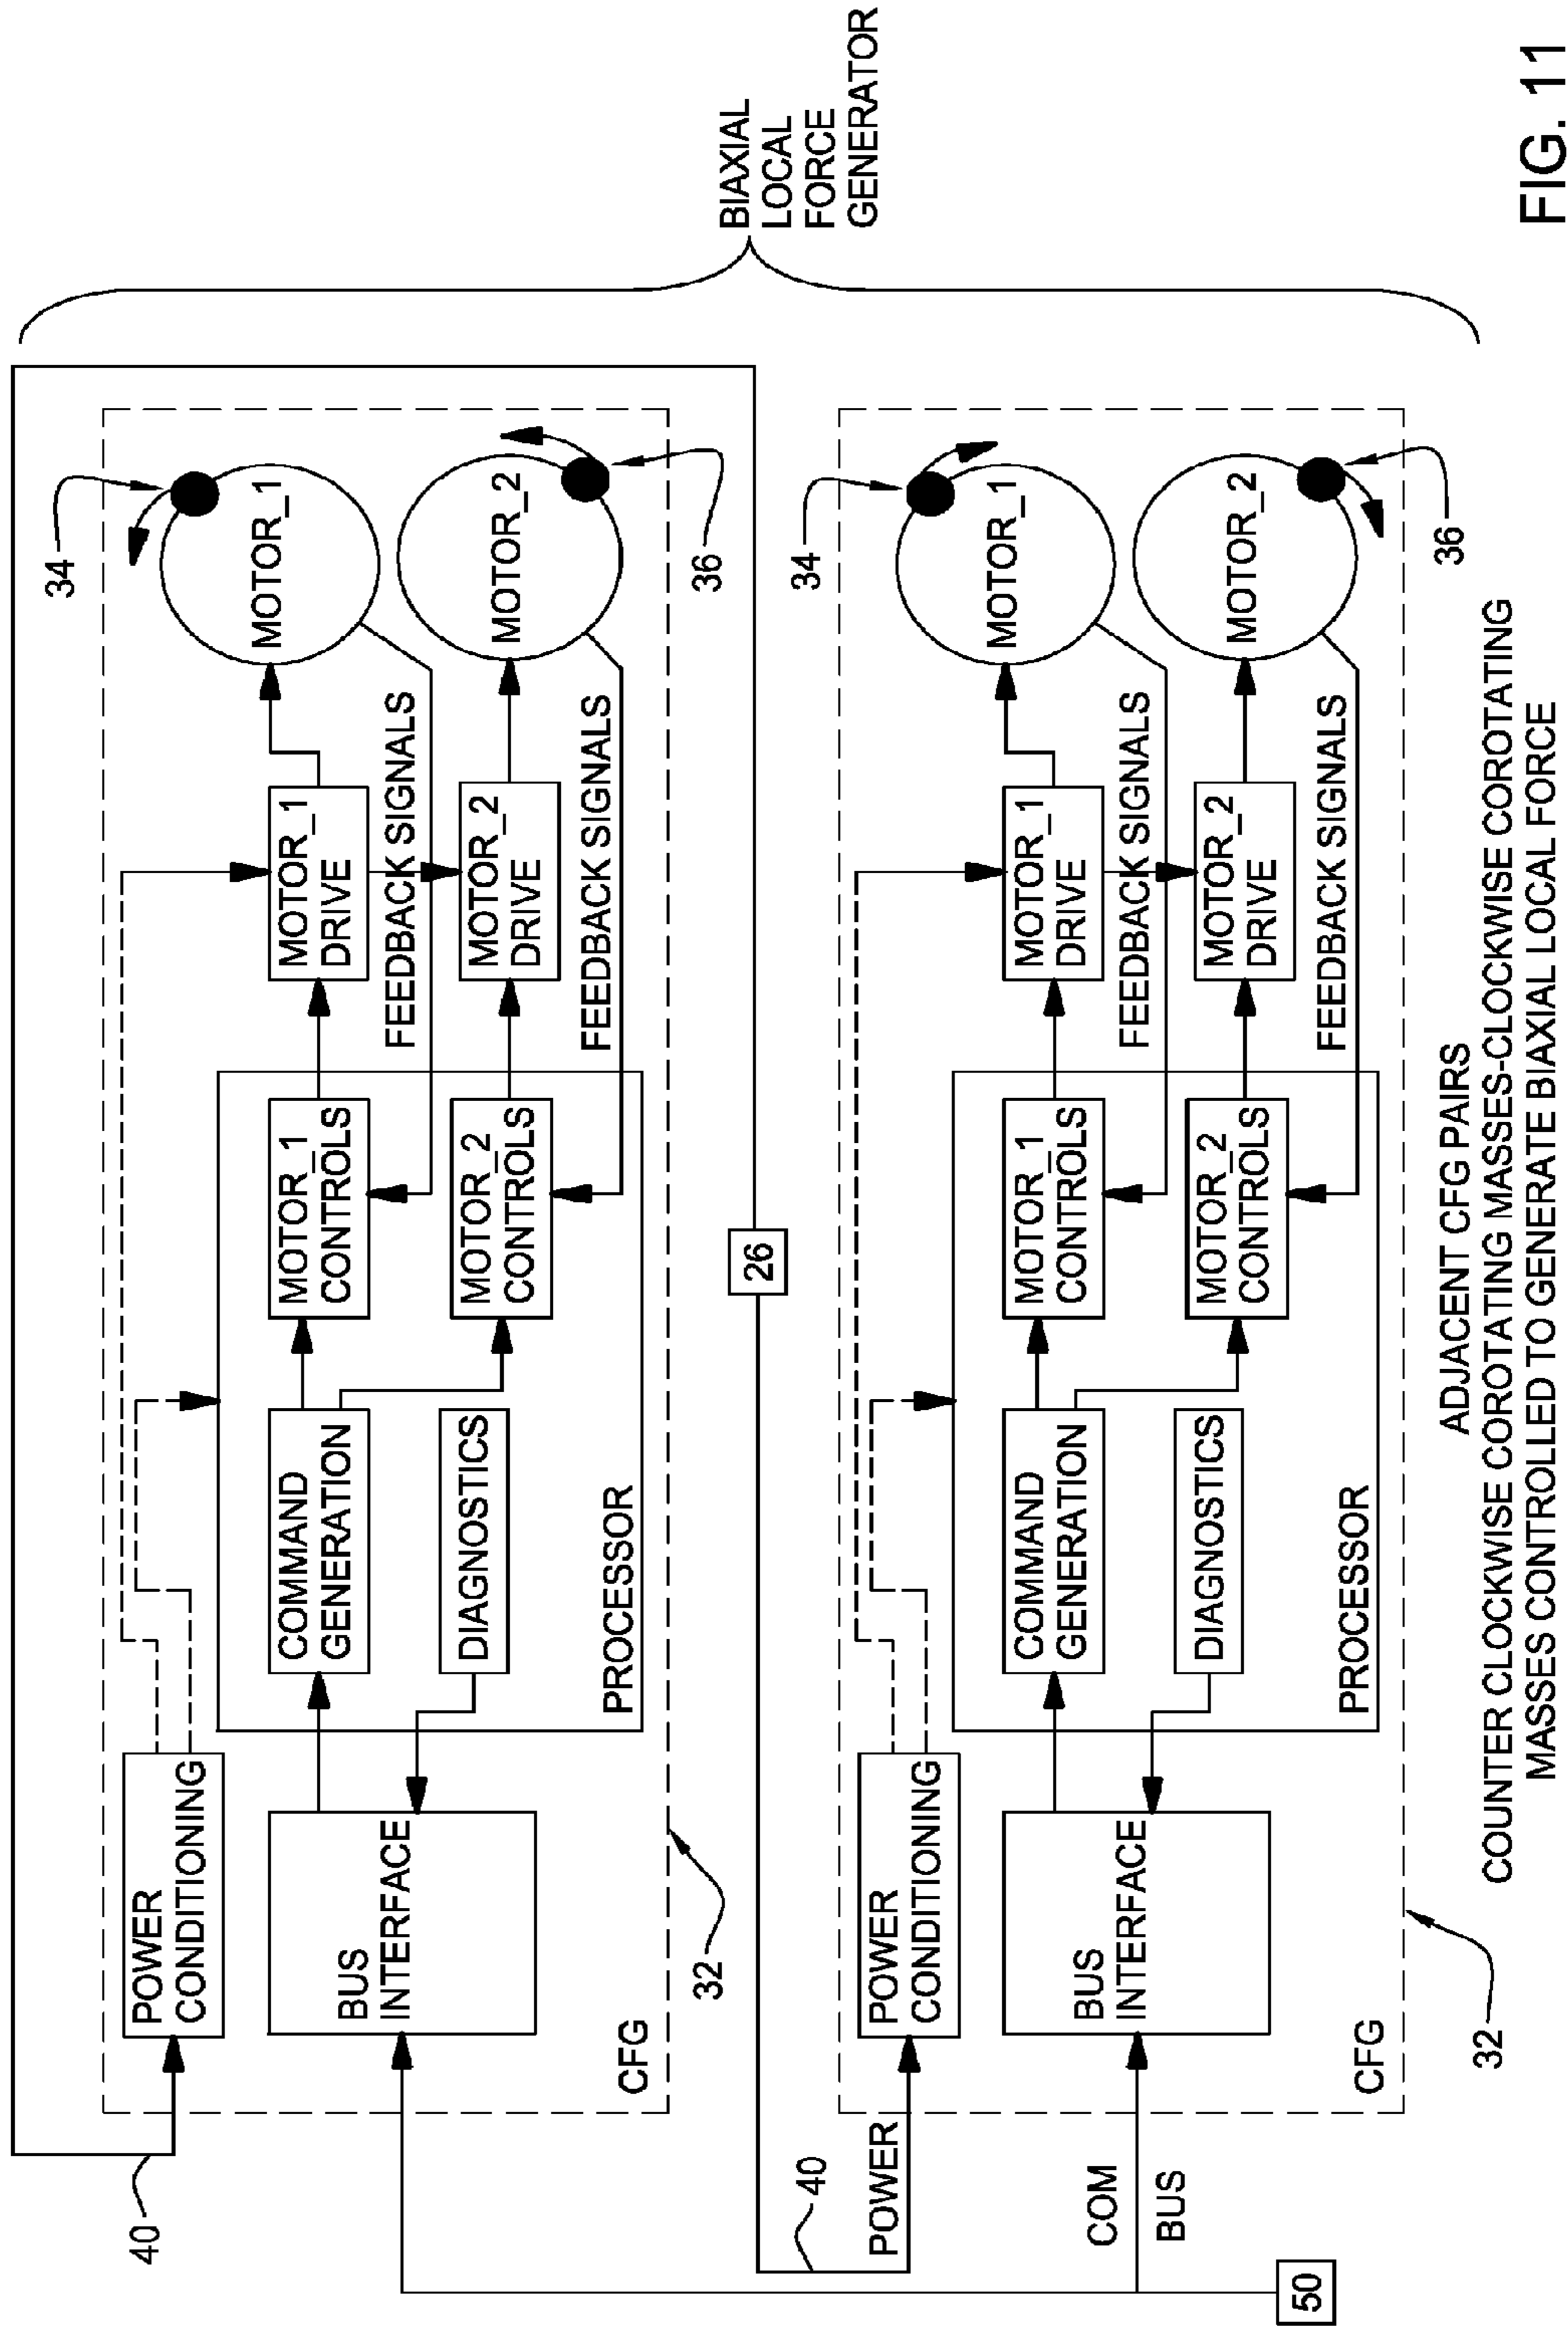 40
POWER
CONDITIONING
BUS
INTERFACE
CFG
32
COMMAND
GENERATION
DIAGNOSTICS
PROCESSOR
MOTOR_1
CONTROLS
MOTOR_2
CONTROLS
MOTOR_1
DRIVE
FEEDBACK SIGNALS
MOTOR_2
DRIVE
FEEDBACK SIGNALS
34
MOTOR_1
MOTOR_2
36
BIAXIAL
LOCAL
FORCE
GENERATOR
26
40
POWER
COM
BUS
50
POWER
CONDITIONING
BUS
INTERFACE
CFG
32
COMMAND
GENERATION
DIAGNOSTICS
PROCESSOR
MOTOR_1
CONTROLS
MOTOR_2
CONTROLS
MOTOR_1
DRIVE
FEEDBACK SIGNALS
MOTOR_2
DRIVE
FEEDBACK SIGNALS
34
MOTOR_1
MOTOR_2
36
ADJACENT CFG PAIRS
COUNTER CLOCKWISE COROTATING MASSES-CLOCKWISE COROTATING
MASSES CONTROLLED TO GENERATE BIAXIAL LOCAL FORCE
FIG. 11